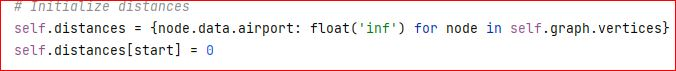 # Initialize distances
self.distances = {node.data.airport: float('inf') for node in self.graph.vertices}
self.distances[start] = 0